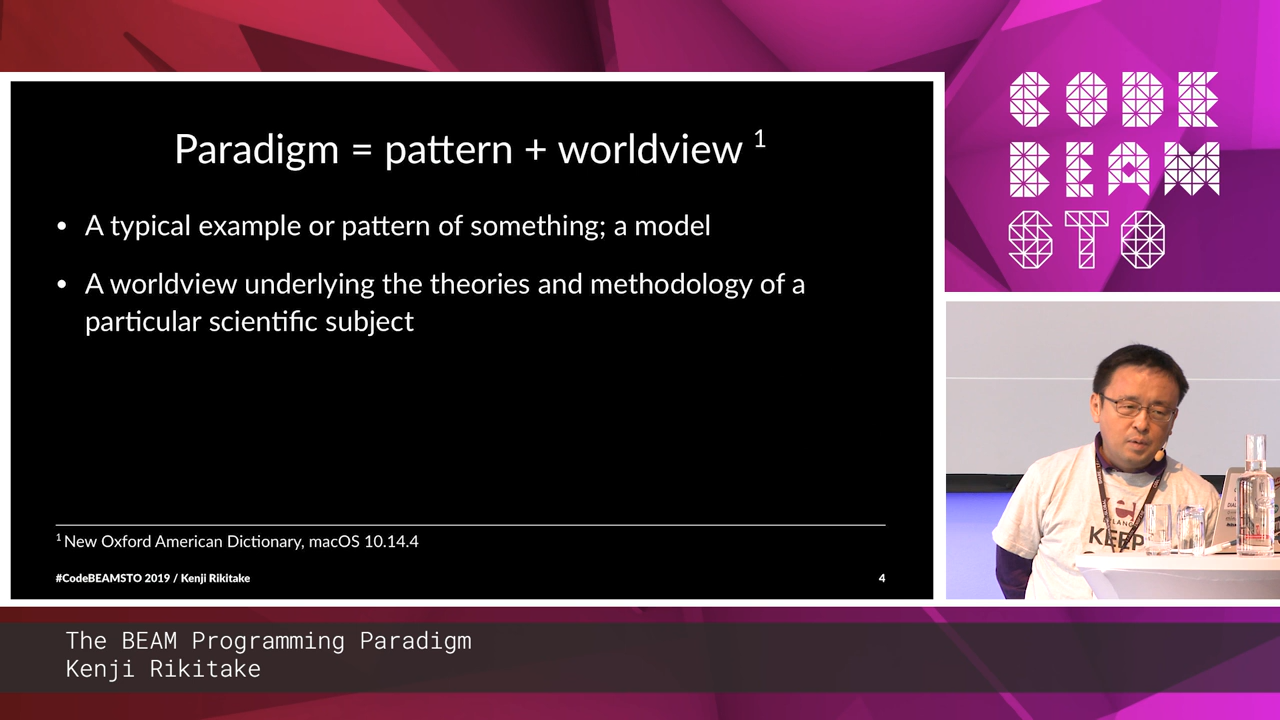 Paradigm = pattern + worldview ¹
• A typical example or pattern of something; a model
• A worldview underlying the theories and methodology of a
particular scientific subject
¹ New Oxford American Dictionary, macOS 10.14.4
#CodeBEAMSTO 2019 / Kenji Rikitake
4
CODE
BEAM
STO
KEEP
The BEAM Programming Paradigm
Kenji Rikitake